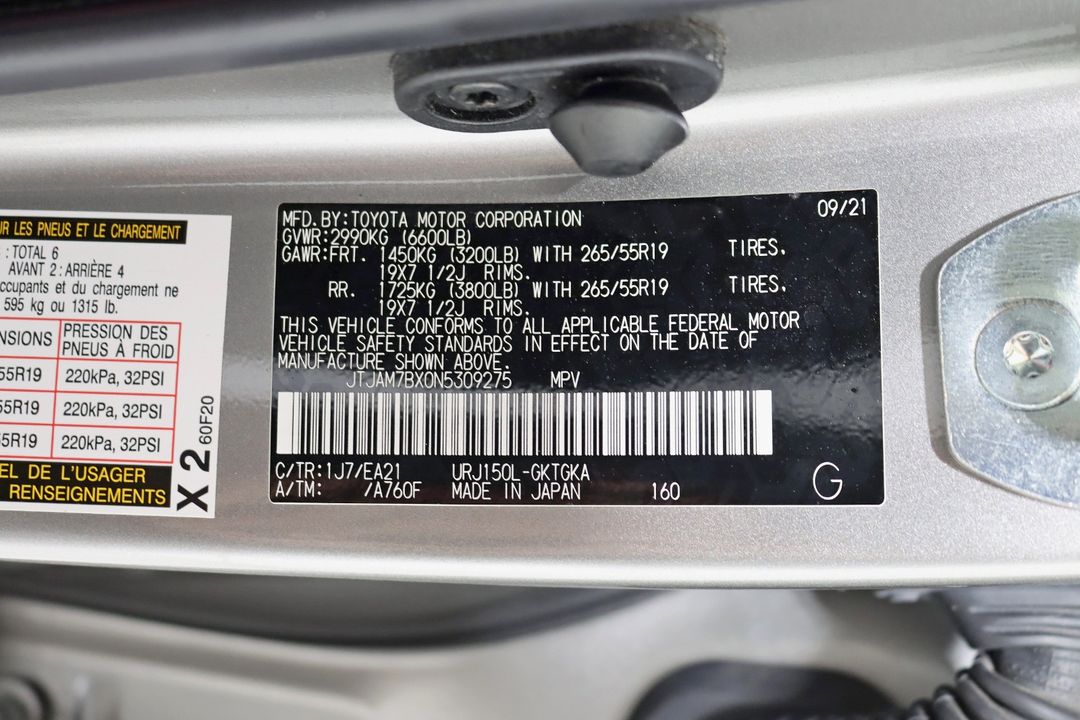 R LES PNEUS ET LE CHARGEMENT
: TOTAL 6
AVANT 2 : ARRIÈRE 4
ccupants et du chargement ne
595 kg ou 1315 lb.
NSIONS PRESSION DES PNEUS À FROID
55R19 220kPa, 32PSI
55R19 220kPa, 32PSI
55R19 220kPa, 32PSI
EL DE L'USAGER
RENSEIGNEMENTS
X 2
60F20
MFD.BY:TOYOTA MOTOR CORPORATION 09/21
GVWR:2990KG (6600LB)
GAWR:FRT. 1450KG (3200LB) WITH 265/55R19 TIRES.
19X7 1/2J RIMS.
RR. 1725KG (3800LB) WITH 265/55R19 TIRES.
19X7 1/2J RIMS.
THIS VEHICLE CONFORMS TO ALL APPLICABLE FEDERAL MOTOR
VEHICLE SAFETY STANDARDS IN EFFECT ON THE DATE OF
MANUFACTURE SHOWN ABOVE.
JTJAM7BX0N5309275 MPV
C/TR:1J7/EA21 URJ150L-GKTGKA
A/TM: /A760F MADE IN JAPAN 160
G